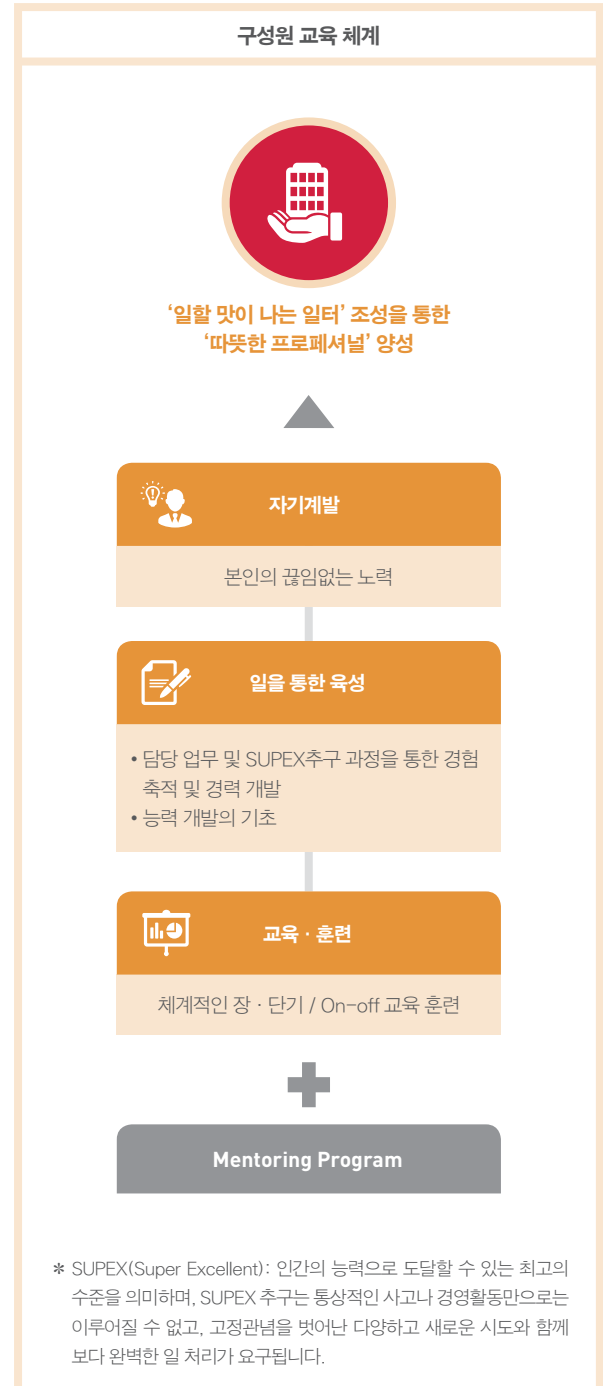 구성원 교육 체계
‘일할 맛이 나는 일터’ 조성을 통한
‘따뜻한 프로페셔널’ 양성
자기계발
본인의 끊임없는 노력
일을 통한 육성
• 담당 업무 및 SUPEX추구 과정을 통한 경험
축적 및 경력 개발
• 능력 개발의 기초
교육 · 훈련
체계적인 장 · 단기 / On-off 교육 훈련
Mentoring Program
* SUPEX(Super Excellent): 인간의 능력으로 도달할 수 있는 최고의
수준을 의미하며, SUPEX 추구는 통상적인 사고나 경영활동만으로는
이루어질 수 없고, 고정관념을 벗어난 다양하고 새로운 시도와 함께
보다 완벽한 일 처리가 요구됩니다.